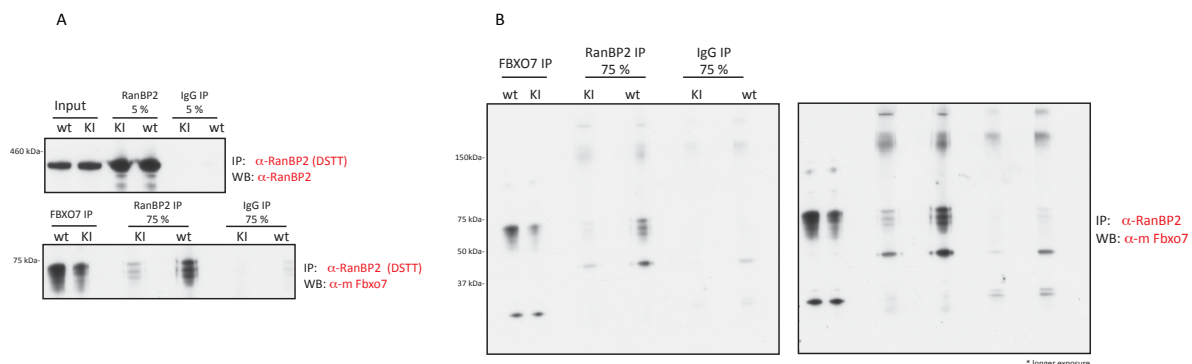 A
Input
RanBP2
5 %
IgG IP
5 %
wt KI KI wt KI wt
460 kDa-
IP: α-RanBP2 (DSTT)
WB: α-RanBP2
FBXO7 IP
RanBP2 IP
75 %
IgG IP
75 %
wt KI KI wt KI wt
75 kDa-
IP: α-RanBP2 (DSTT)
WB: α-m Fbxo7
B
FBXO7 IP
RanBP2 IP
75 %
IgG IP
75 %
wt KI KI wt KI wt
150kDa-
75 kDa-
50 kDa-
37 kDa-
IP: α-RanBP2
WB: α-m Fbxo7
* longer exposure